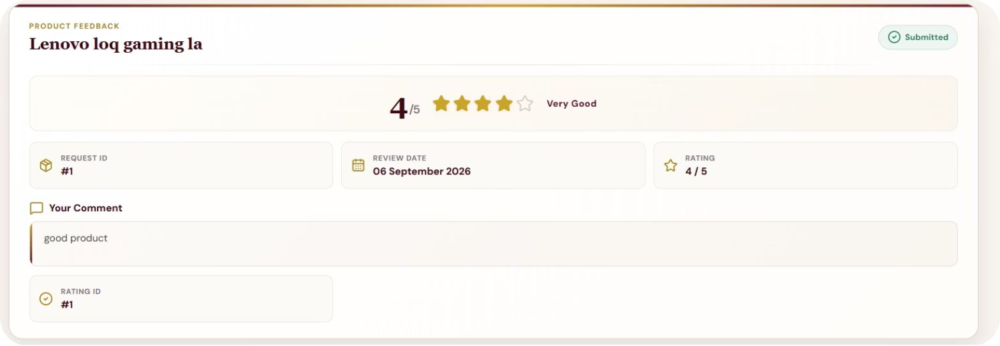 PRODUCT FEEDBACK
Lenovo loq gaming la
Submitted
4/5
Very Good
REQUEST ID
#1
REVIEW DATE
06 September 2026
RATING
4 / 5
Your Comment
good product
RATING ID
#1